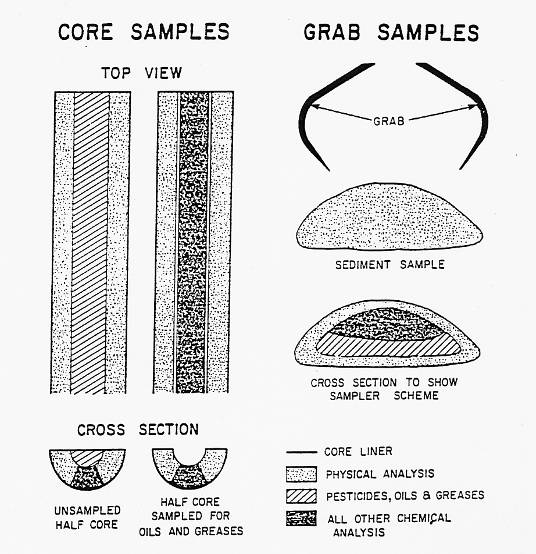 CORE SAMPLES
TOP VIEW
CROSS SECTION
UNSAMPLED
HALF CORE
HALF CORE
SAMPLED FOR
OILS AND GREASES
GRAB SAMPLES
GRAB
SEDIMENT SAMPLE
CROSS SECTION TO SHOW
SAMPLER SCHEME
CORE LINER
PHYSICAL ANALYSIS
PESTICIDES, OILS & GREASES
ALL OTHER CHEMICAL
ANALYSIS